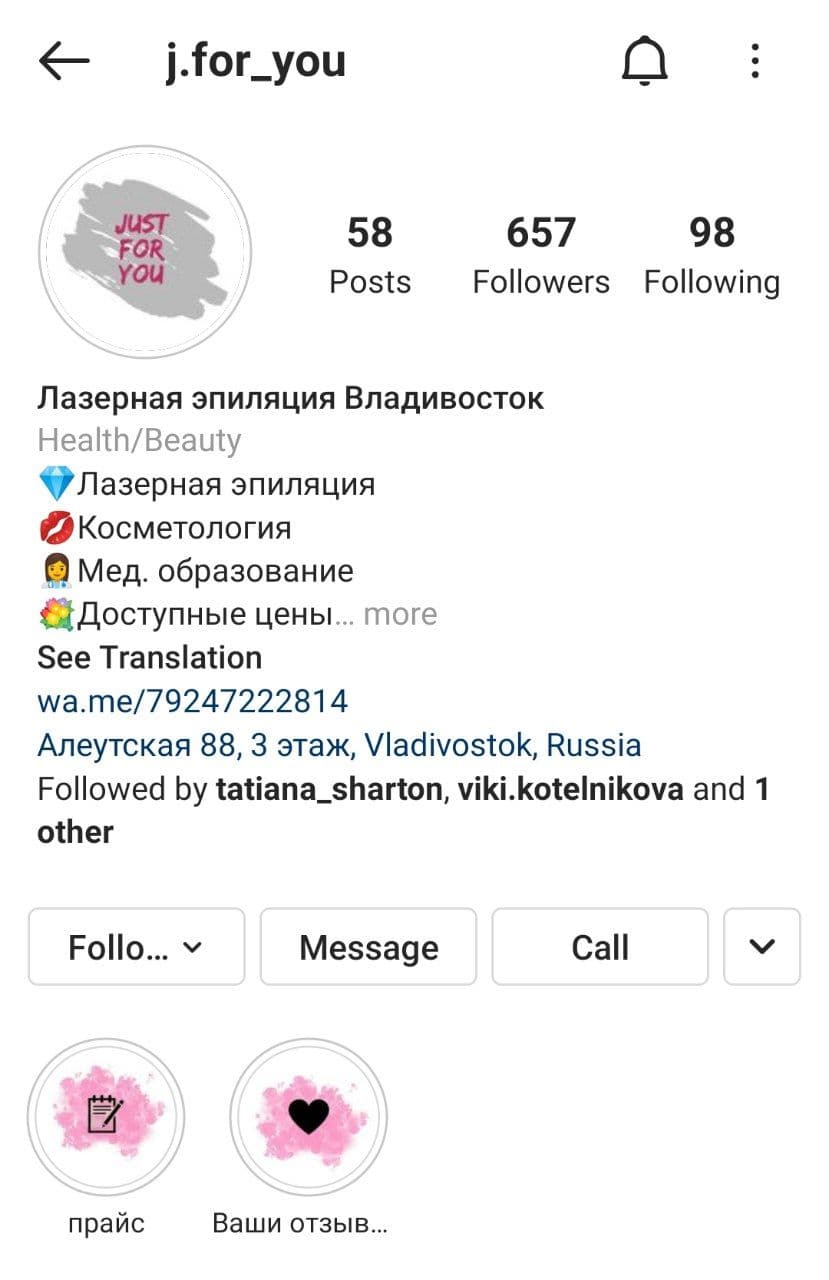 j.for_you
JUST
FOR
YOU
58 657 98
Posts Followers Following
Лазерная эпиляция Владивосток
Health/Beauty
💎Лазерная эпиляция
💋Косметология
👩‍⚕️Мед. образование
💐Доступные цены... more
See Translation
wa.me/79247222814
Алеутская 88, 3 этаж, Vladivostok, Russia
Followed by tatiana_sharton, viki.kotelnikova and 1
other
Follo... Message Call
прайс Ваши отзыв...